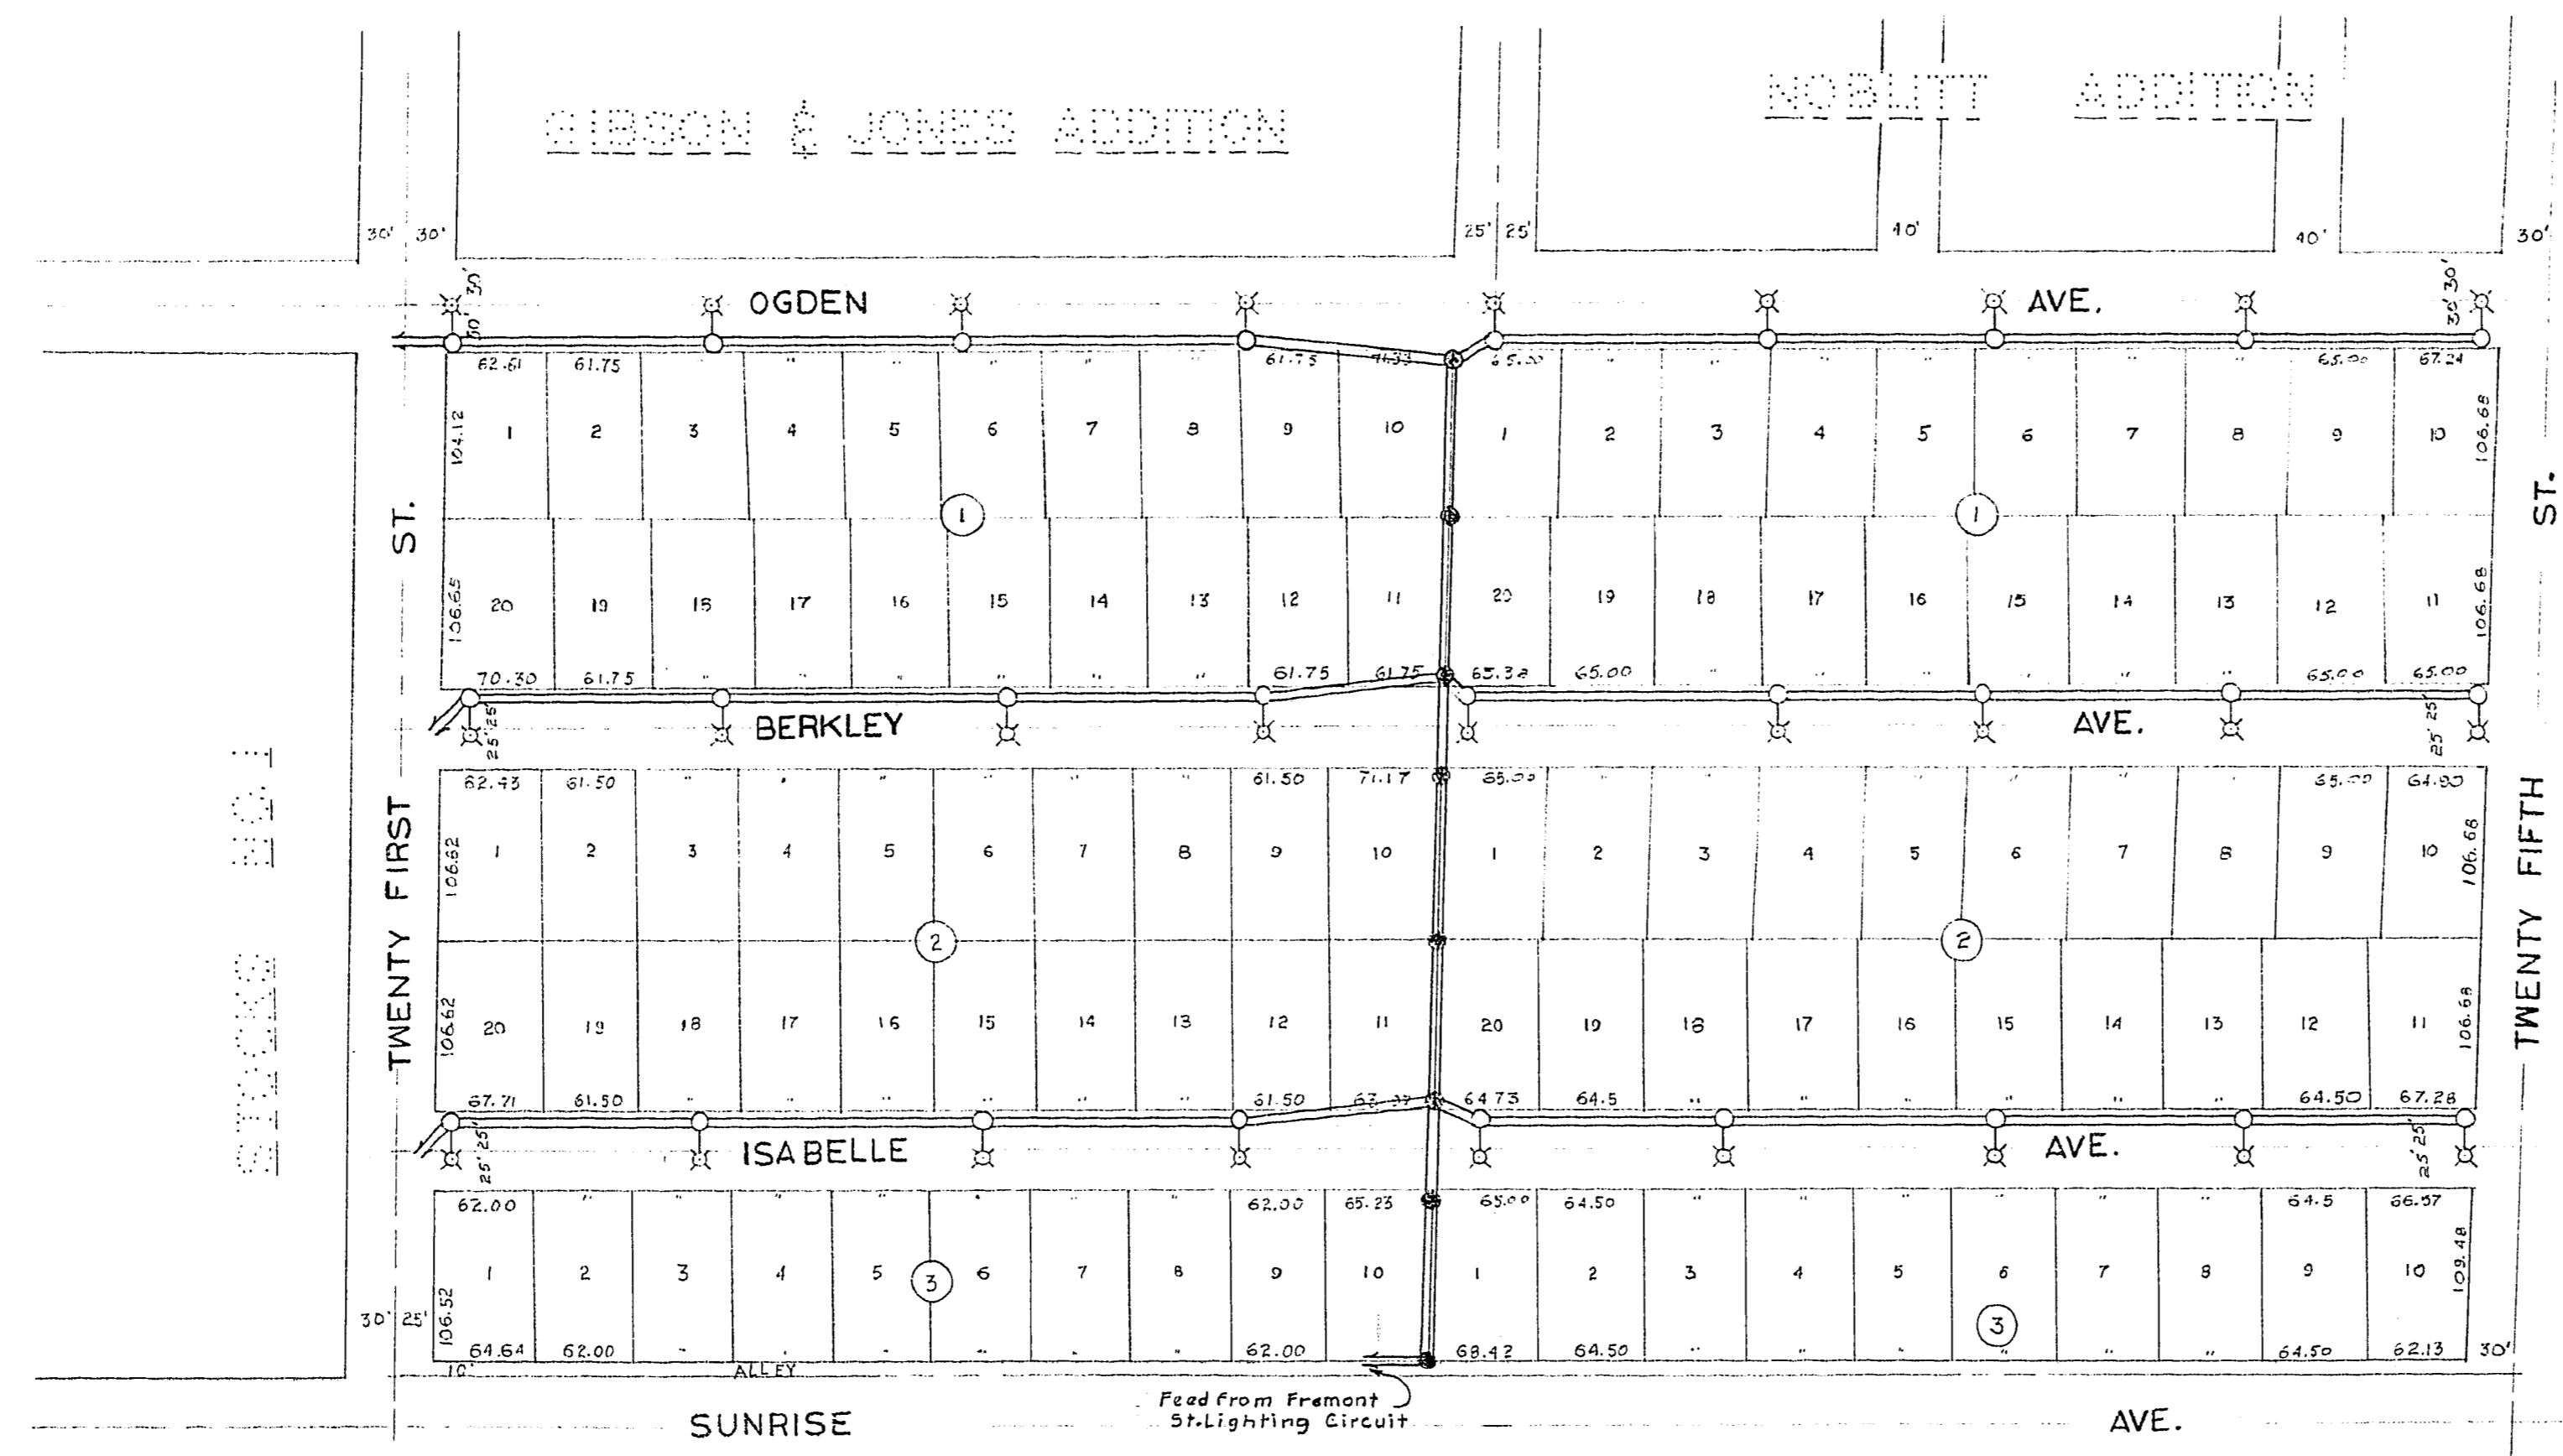 GIBSON & JONES ADDITION
NOBLITT ADDITION
30' 30'
25' 25'
40'
40'
30'
30'
30'
OGDEN AVE.
30' 30'
62.61 61.75 " " " " " " 61.75 71.33 65.00 " " " " " " " 65.00 67.24
104.12
1 2 3 4 5 6 7 8 9 10 1 2 3 4 5 6 7 8 9 10
106.68
ST.
ST.
1
1
106.65
20 19 18 17 16 15 14 13 12 11 20 19 18 17 16 15 14 13 12 11
106.68
70.30 61.75 " " " " " " 61.75 61.75 65.38 65.00 " " " " " " 65.00 65.00
25' 25'
BERKLEY AVE.
25' 25'
62.43 61.50 " " " " " " 61.50 71.17 65.00 " " " " " " " 65.00 64.90
106.62
1 2 3 4 5 6 7 8 9 10 1 2 3 4 5 6 7 8 9 10
106.68
STOCKS
TWENTY FIRST
TWENTY FIFTH
2
2
106.62
20 19 18 17 16 15 14 13 12 11 20 19 18 17 16 15 14 13 12 11
106.68
67.71 61.50 " " " " " " 61.50 64.73 64.5 " " " " " " 64.50 67.28
25' 25'
ISABELLE AVE.
25' 25'
62.00 " " " " " " " 62.00 65.23 65.00 64.50 " " " " " " 64.5 66.57
1 2 3 4 5 6 7 8 9 10 1 2 3 4 5 6 7 8 9 10
3
3
106.52
109.48
30' 25'
64.64 62.00 " " " " " " 62.00 68.42 64.50 " " " " " " 64.50 62.13
30'
10'
ALLEY
Feed from Fremont
St. Lighting Circuit
SUNRISE AVE.